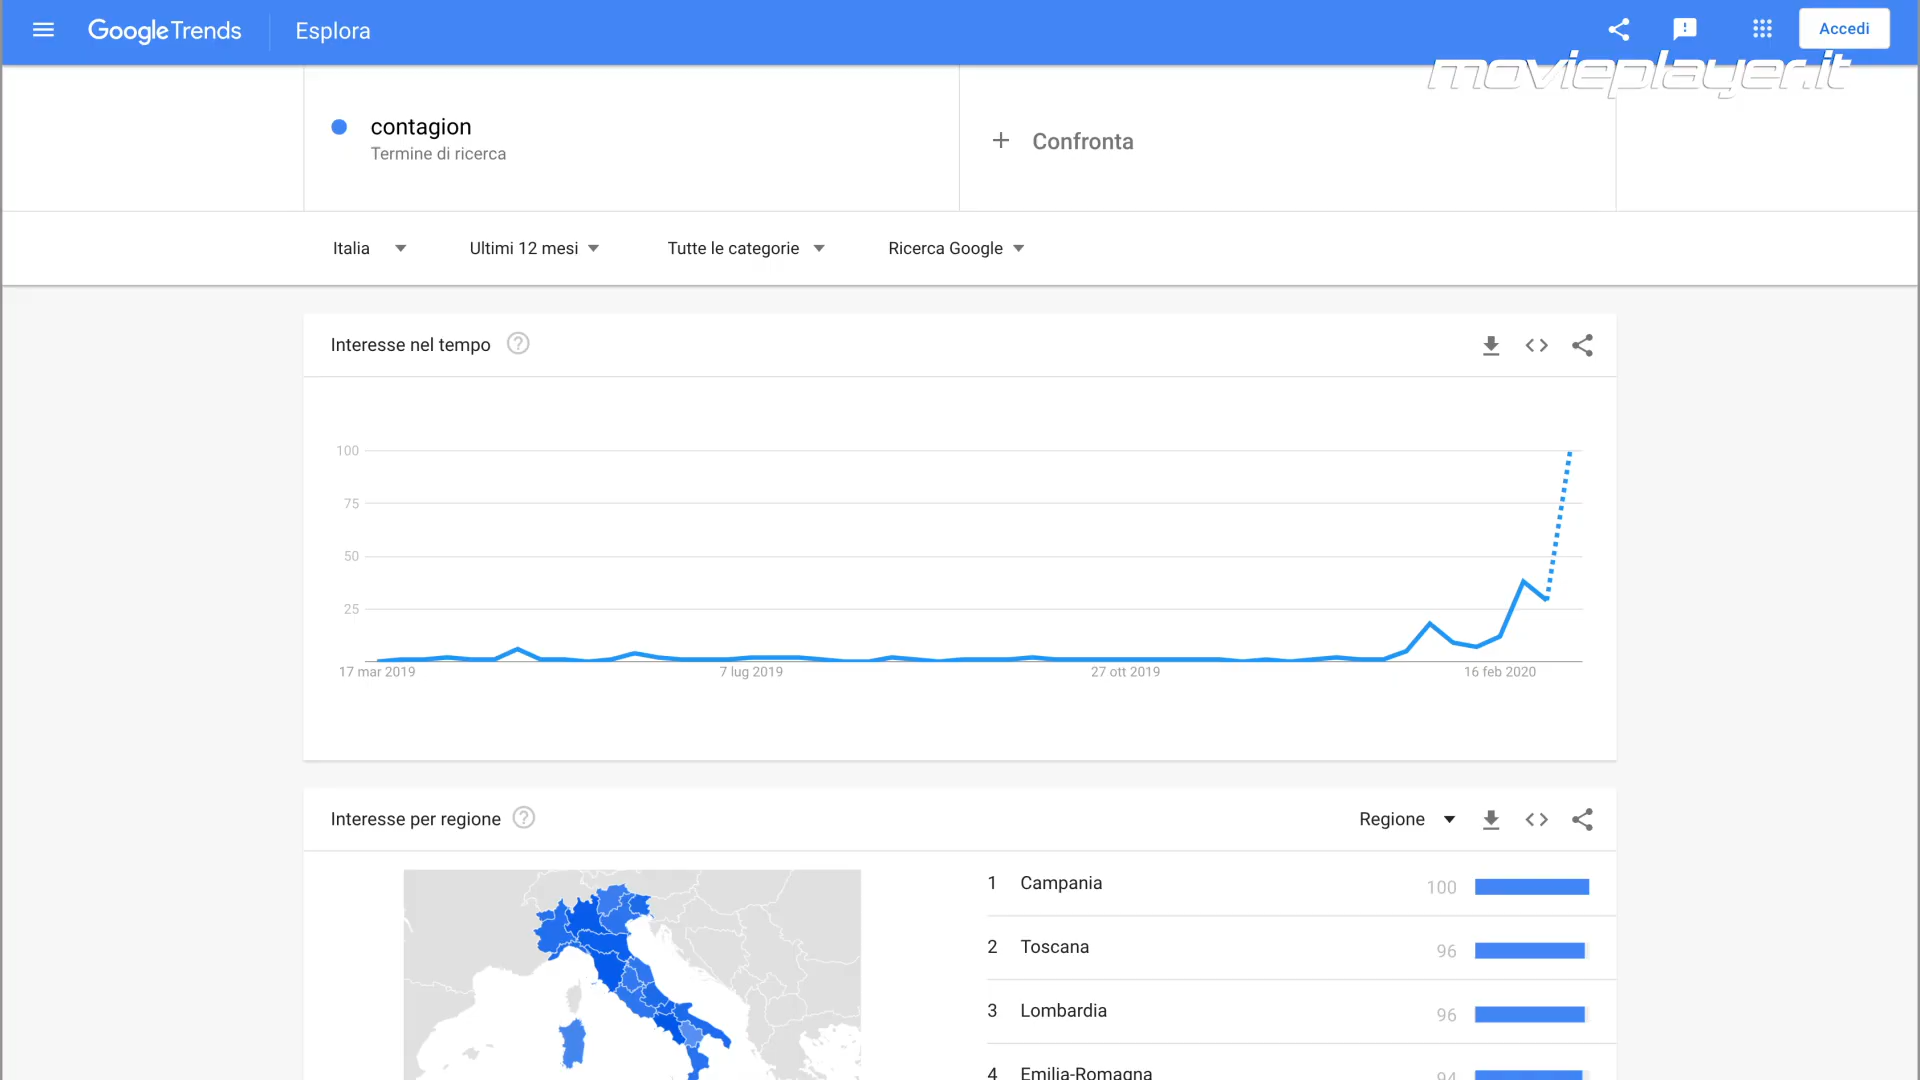 Google Trends
Esplora
Accedi
movieplayer.it
contagion
Termine di ricerca
+ Confronta
Italia
Ultimi 12 mesi
Tutte le categorie
Ricerca Google
Interesse nel tempo
100
75
50
25
17 mar 2019
7 lug 2019
27 ott 2019
16 feb 2020
Interesse per regione
Regione
1 Campania 100
2 Toscana 96
3 Lombardia 96
4 Emilia-Romagna 94